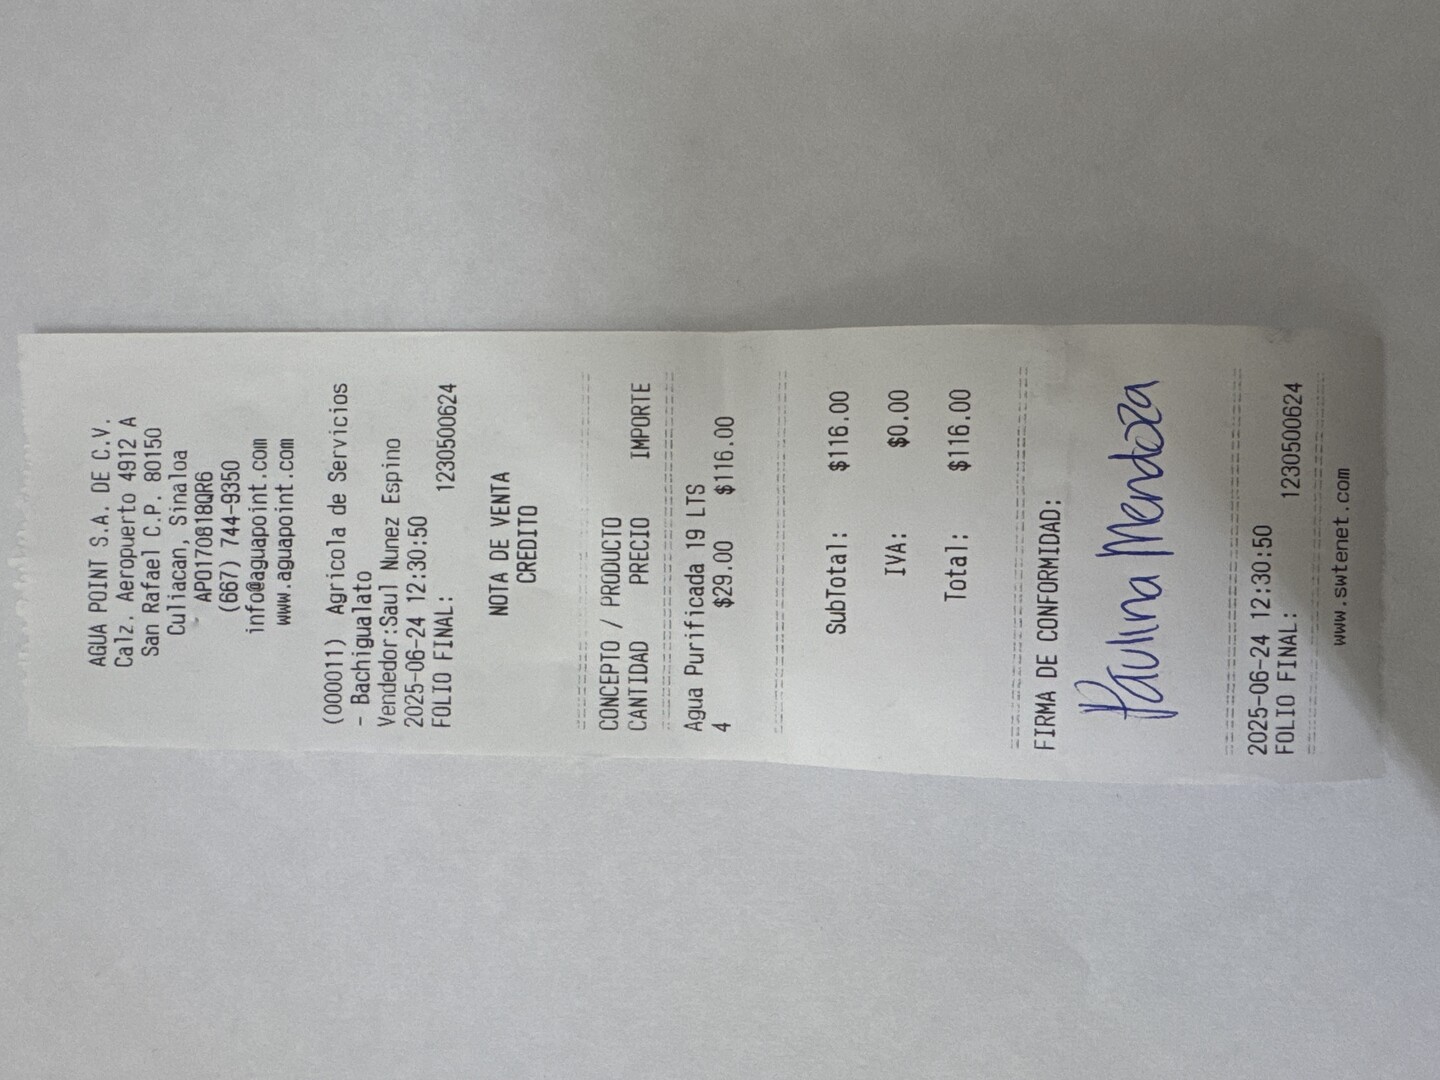 AGUA POINT S.A. DE C.V.
Calz. Aeropuerto 4912 A
San Rafael C.P. 80150
Culiacan, Sinaloa
APO170818QR6
(667) 744-9350
info@aguapoint.com
www.aguapoint.com
(000011) Agricola de Servicios
- Bachigualato
Vendedor:Saul Nunez Espino
2025-06-24 12:30:50
FOLIO FINAL: 1230500624
NOTA DE VENTA
CREDITO
CONCEPTO / PRODUCTO
CANTIDAD PRECIO IMPORTE
Agua Purificada 19 LTS
4 $29.00 $116.00
SubTotal: $116.00
IVA: $0.00
Total: $116.00
FIRMA DE CONFORMIDAD:
Paulina Mendoza
2025-06-24 12:30:50
FOLIO FINAL: 1230500624
www.swtenet.com